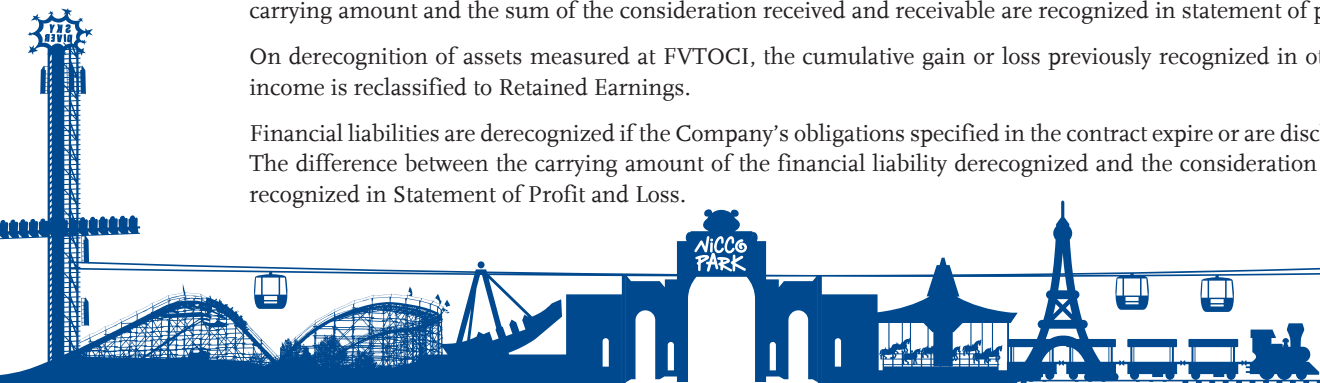 carrying amount and the sum of the consideration received and receivable are recognized in statement of p
On derecognition of assets measured at FVTOCI, the cumulative gain or loss previously recognized in ot
income is reclassified to Retained Earnings.
Financial liabilities are derecognized if the Company's obligations specified in the contract expire or are disc
The difference between the carrying amount of the financial liability derecognized and the consideration
recognized in Statement of Profit and Loss.
SKY
DIVER
NICCO
PARK